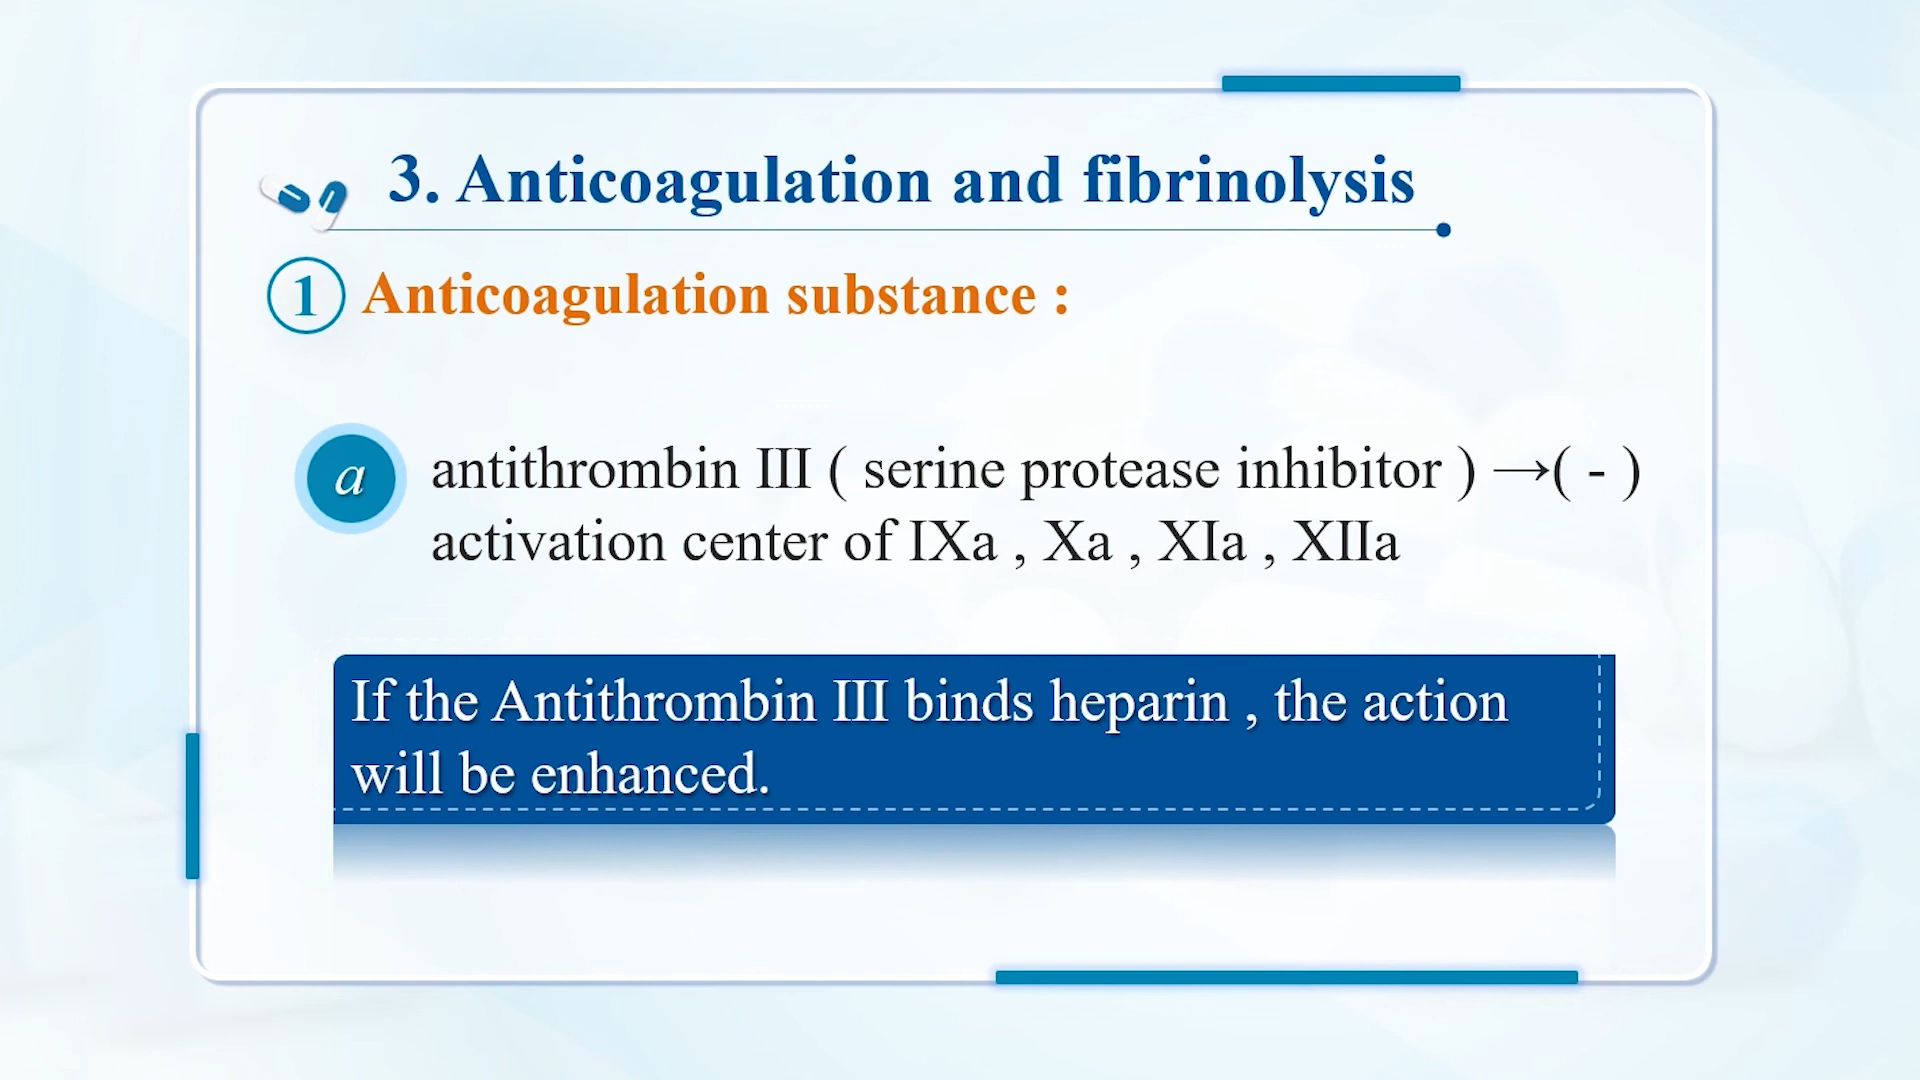 3. Anticoagulation and fibrinolysis
1 Anticoagulation substance :
a antithrombin III ( serine protease inhibitor ) →( - )
activation center of IXa , Xa , XIa , XIIa
If the Antithrombin III binds heparin , the action
will be enhanced.